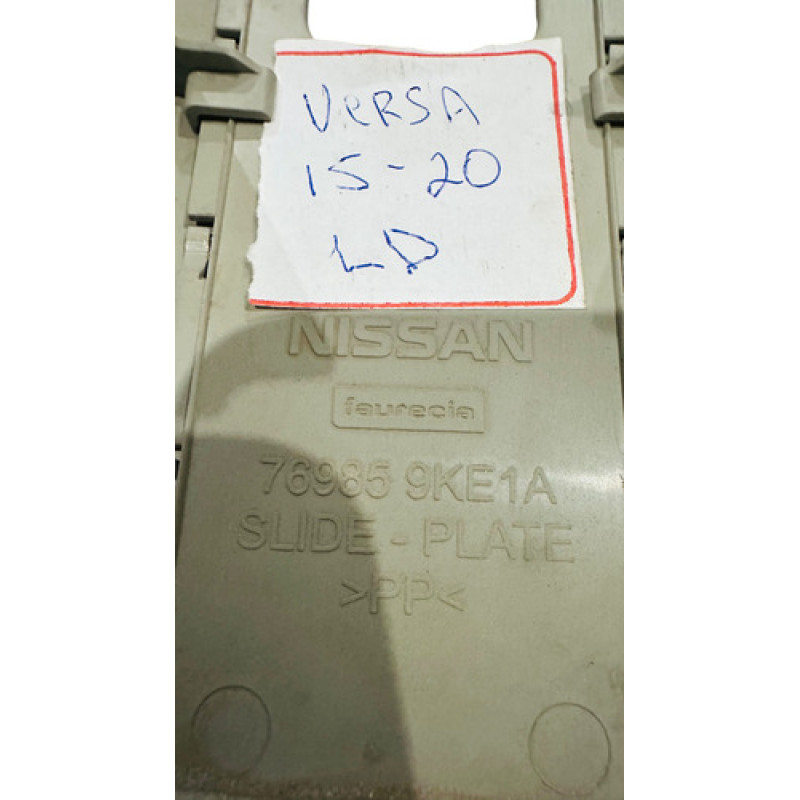 VERSA
15-20
LD
NISSAN
faurecia
76985 9KE1A
SLIDE - PLATE
>PP<